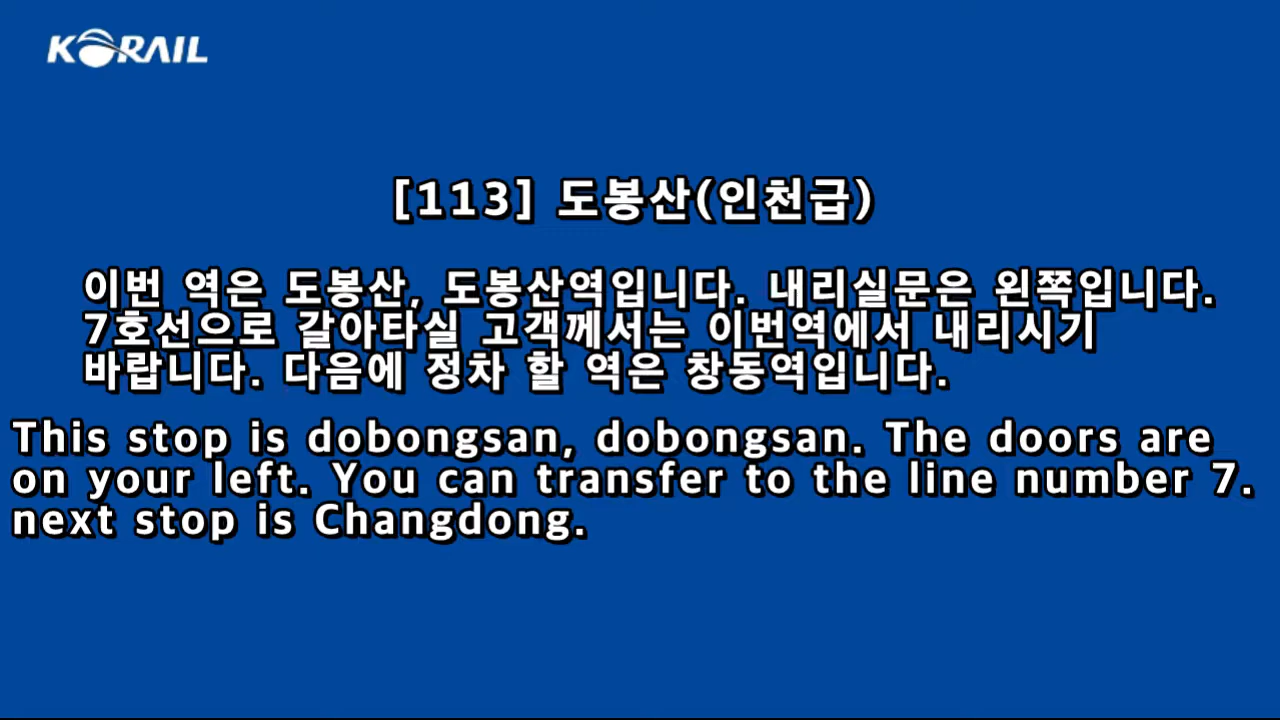 KORAIL
[113] 도봉산(인천급)
이번 역은 도봉산, 도봉산역입니다. 내리실문은 왼쪽입니다.
7호선으로 갈아타실 고객께서는 이번역에서 내리시기
바랍니다. 다음에 정차 할 역은 창동역입니다.
This stop is dobongsan, dobongsan. The doors are
on your left. You can transfer to the line number 7.
next stop is Changdong.